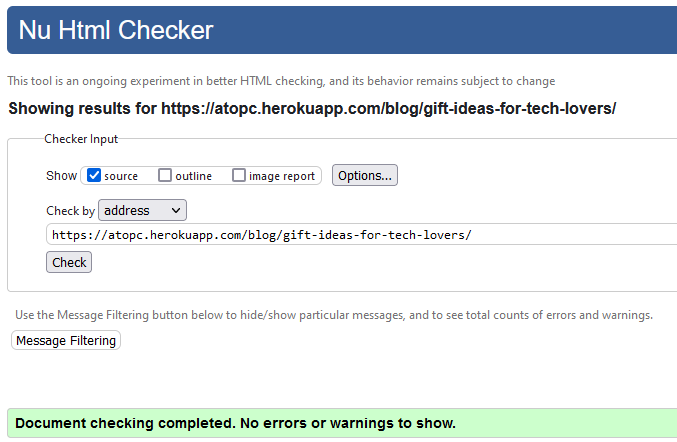 Nu Html Checker
This tool is an ongoing experiment in better HTML checking, and its behavior remains subject to change
Showing results for https://atopc.herokuapp.com/blog/gift-ideas-for-tech-lovers/
Checker Input
Show source outline image report Options...
Check by address
https://atopc.herokuapp.com/blog/gift-ideas-for-tech-lovers/
Check
Use the Message Filtering button below to hide/show particular messages, and to see total counts of errors and warnings.
Message Filtering
Document checking completed. No errors or warnings to show.